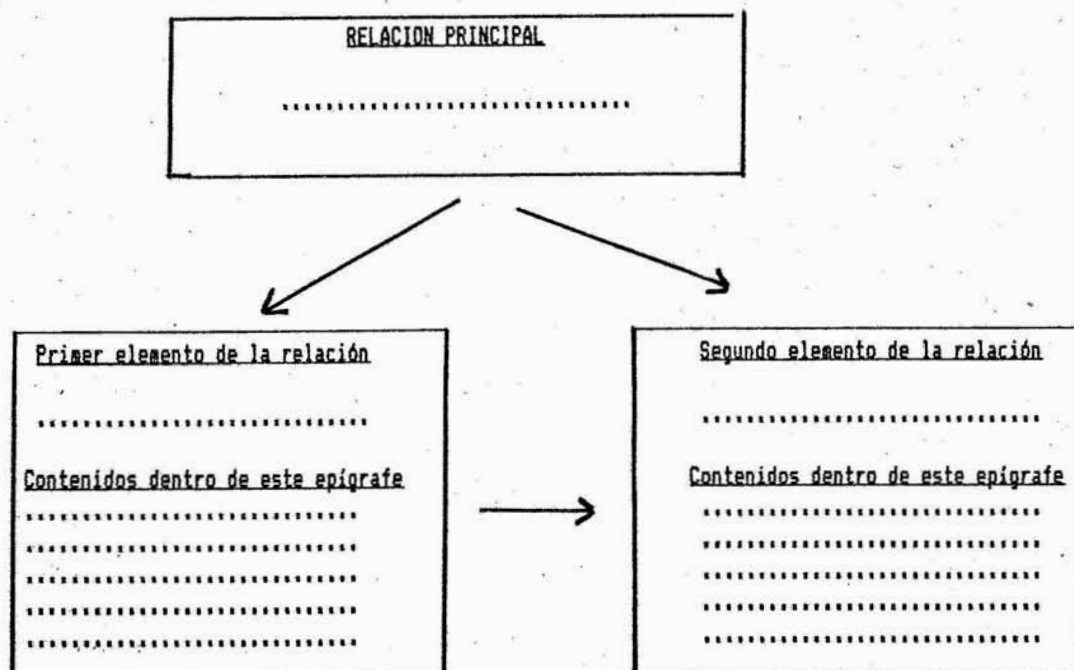 RELACION PRINCIPAL
................................
Primer elemento de la relación
..............................
Contenidos dentro de este epígrafe
..............................
..............................
..............................
..............................
..............................
Segundo elemento de la relación
...............................
Contenidos dentro de este epígrafe
...............................
...............................
...............................
...............................
...............................